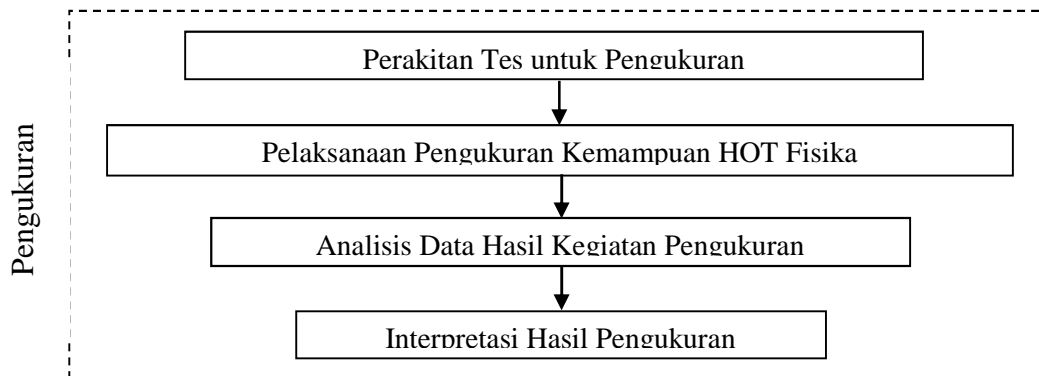 Pengukuran
Perakitan Tes untuk Pengukuran
Pelaksanaan Pengukuran Kemampuan HOT Fisika
Analisis Data Hasil Kegiatan Pengukuran
Interpretasi Hasil Pengukuran